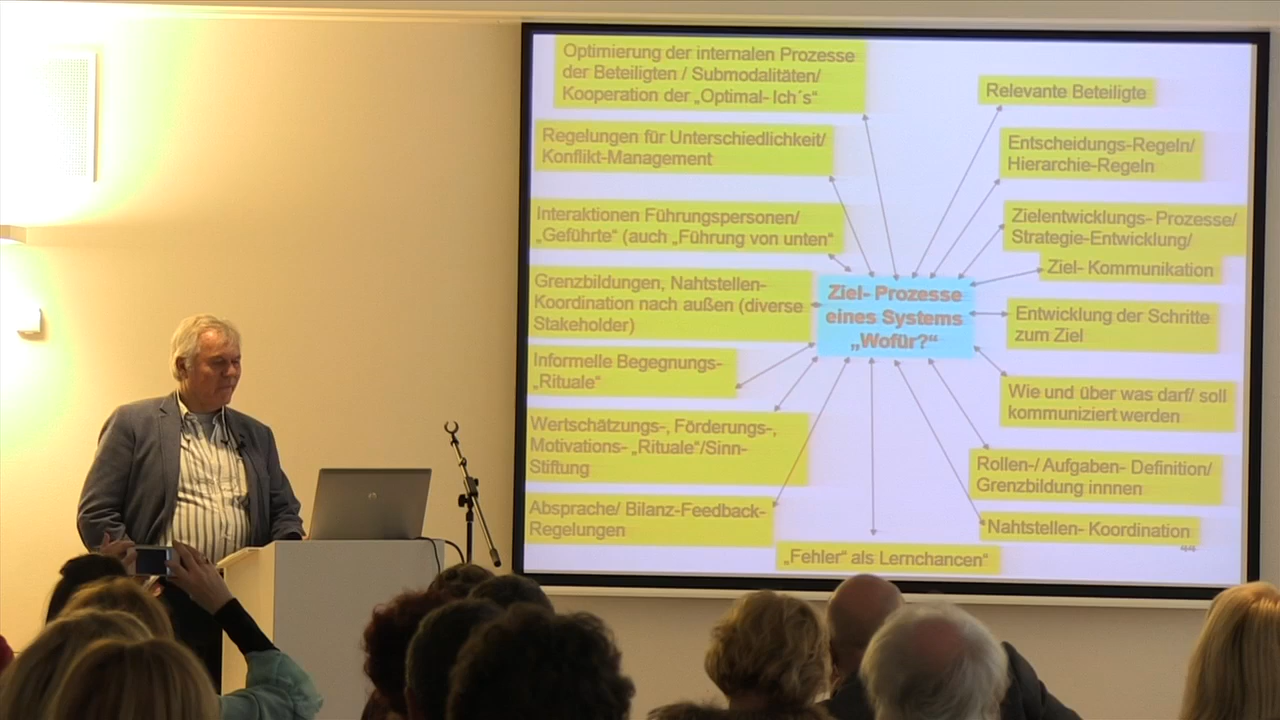 Optimierung der internalen Prozesse
der Beteiligten / Submodalitäten/
Kooperation der „Optimal- Ich´s“
Regelungen für Unterschiedlichkeit/
Konflikt-Management
Interaktionen Führungspersonen/
„Geführte“ (auch „Führung von unten“
Grenzbildungen, Nahtstellen-
Koordination nach außen (diverse
Stakeholder)
Informelle Begegnungs-
„Rituale“
Wertschätzungs-, Förderungs-,
Motivations- „Rituale“/Sinn-
Stiftung
Absprache/ Bilanz-Feedback-
Regelungen
Ziel- Prozesse
eines Systems
„Wofür?“
„Fehler“ als Lernchancen“
Relevante Beteiligte
Entscheidungs-Regeln/
Hierarchie-Regeln
Zielentwicklungs- Prozesse/
Strategie-Entwicklung/
Ziel- Kommunikation
Entwicklung der Schritte
zum Ziel
Wie und über was darf/ soll
kommuniziert werden
Rollen-/ Aufgaben- Definition/
Grenzbildung innnen
Nahtstellen- Koordination